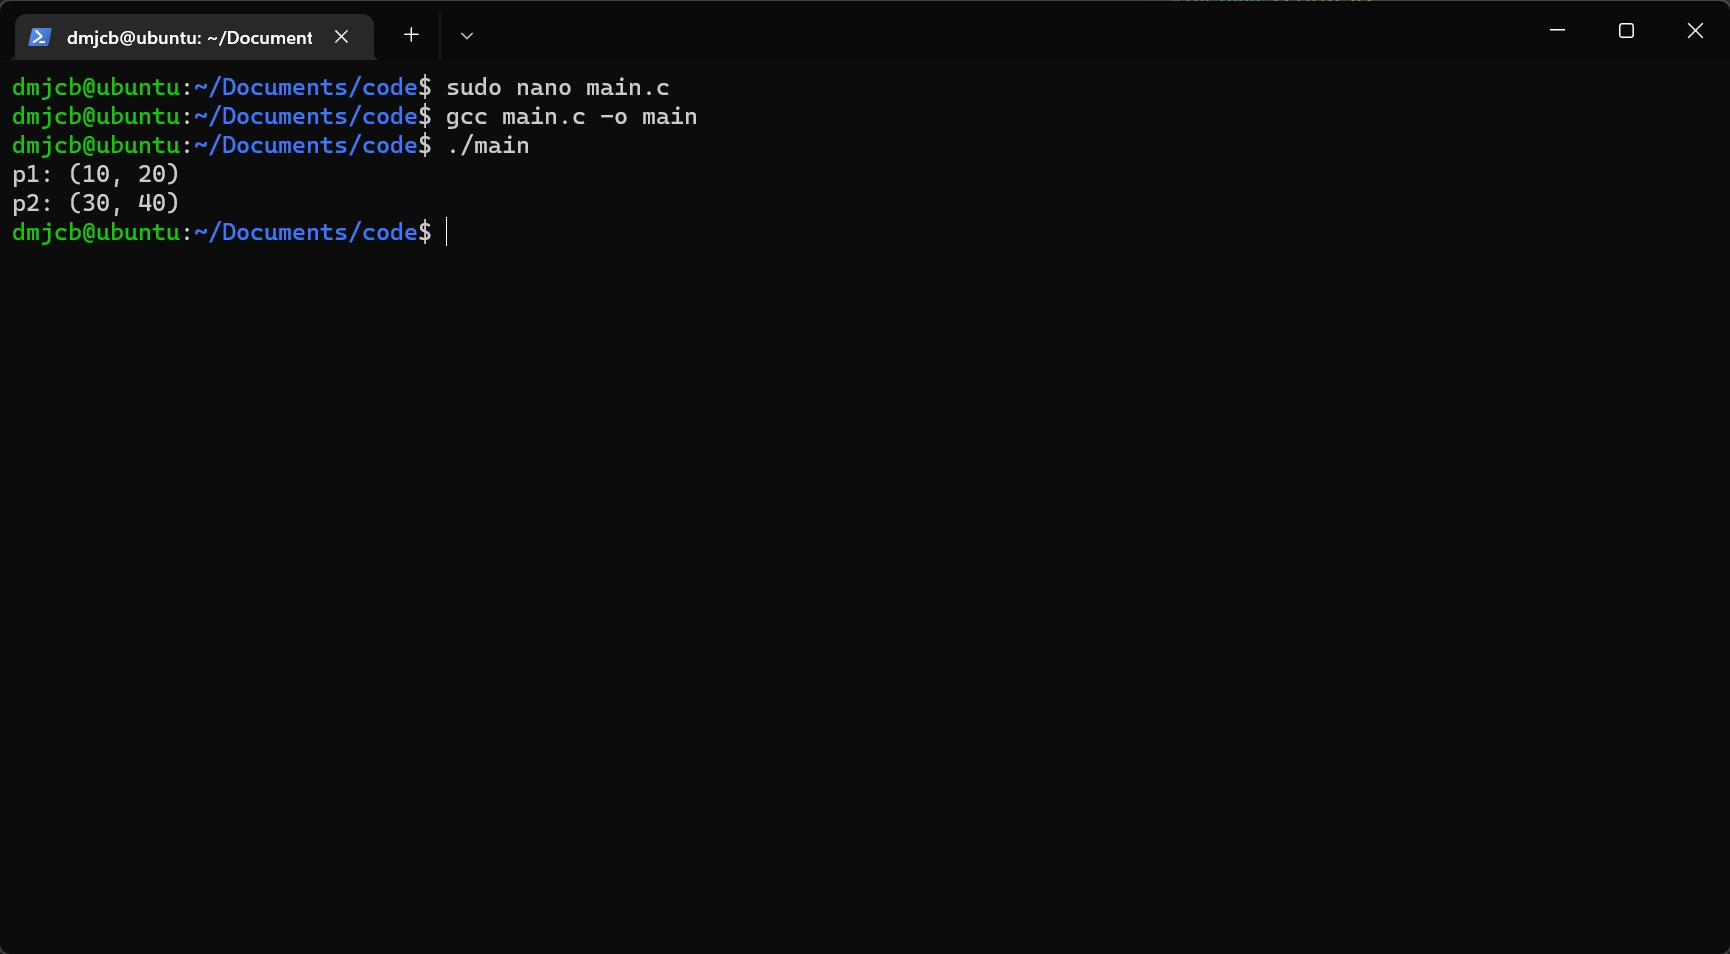 dmjcb@ubuntu: ~/Document
dmjcb@ubuntu:~/Documents/code$ sudo nano main.c
dmjcb@ubuntu:~/Documents/code$ gcc main.c -o main
dmjcb@ubuntu:~/Documents/code$ ./main
p1: (10, 20)
p2: (30, 40)
dmjcb@ubuntu:~/Documents/code$